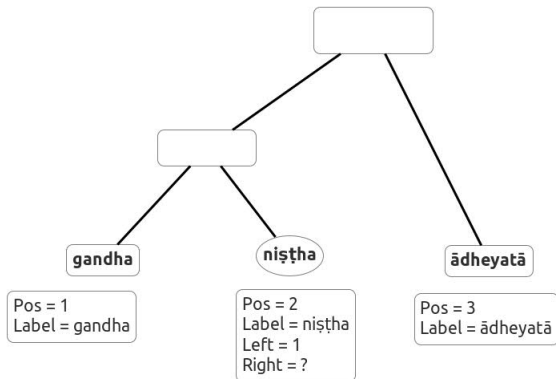 gandha
niṣṭha
ādheyatā
Pos = 1
Label = gandha
Pos = 2
Label = niṣṭha
Left = 1
Right = ?
Pos = 3
Label = ādheyatā